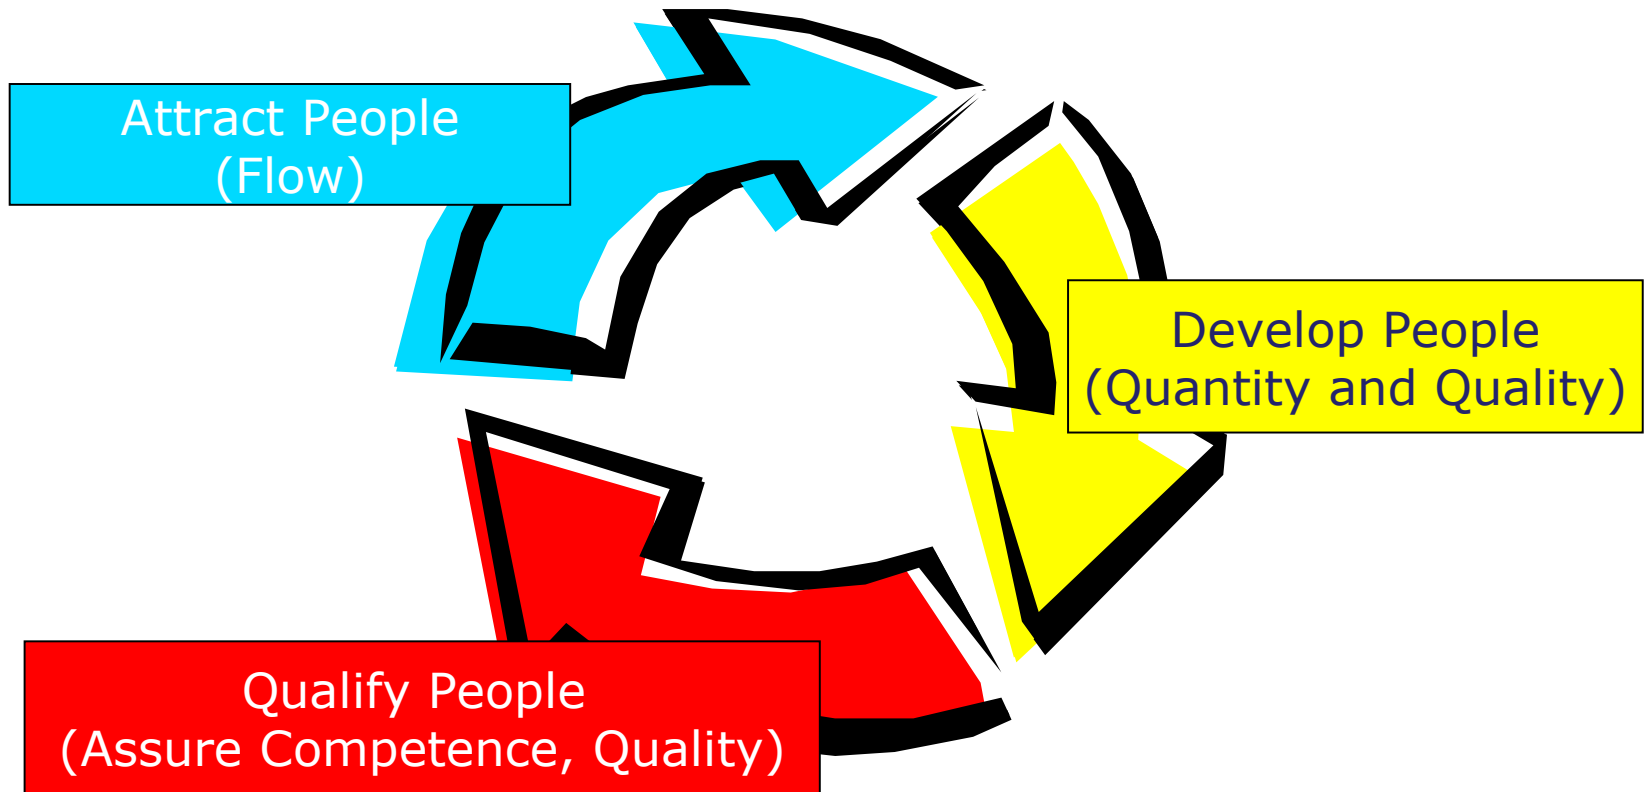 Attract People
(Flow)
Develop People
(Quantity and Quality)
Qualify People
(Assure Competence, Quality)